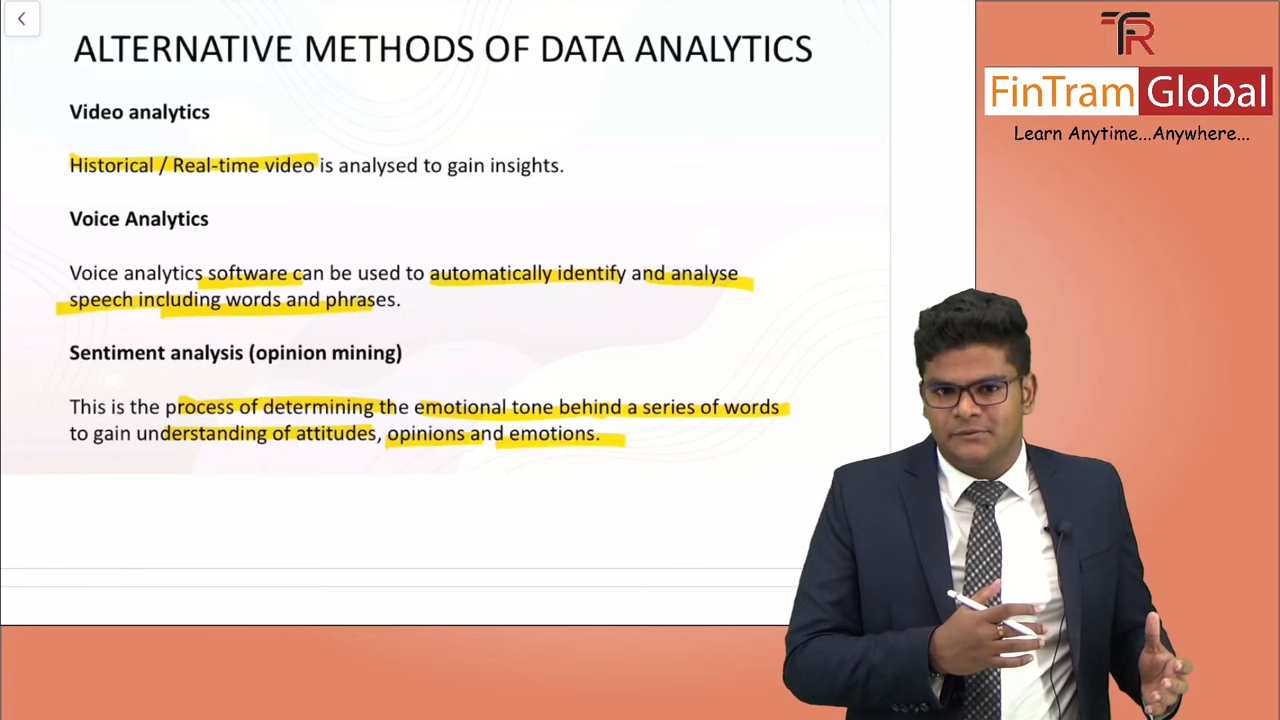 ALTERNATIVE METHODS OF DATA ANALYTICS
Video analytics
Historical / Real-time video is analysed to gain insights.
Voice Analytics
Voice analytics software can be used to automatically identify and analyse
speech including words and phrases.
Sentiment analysis (opinion mining)
This is the process of determining the emotional tone behind a series of words
to gain understanding of attitudes, opinions and emotions.
TFR
FinTram Global
Learn Anytime...Anywhere...